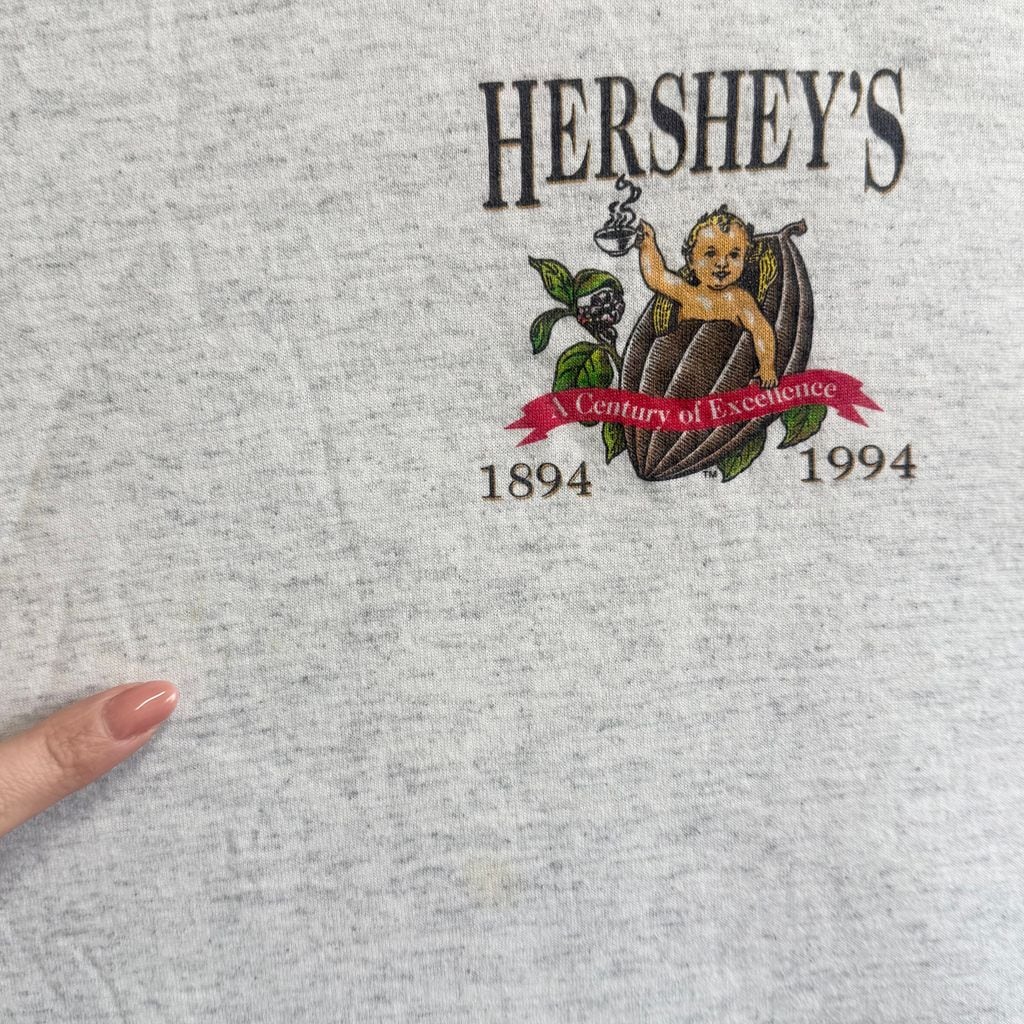 HERSHEY'S
A Century of Excellence
1894 1994
TM